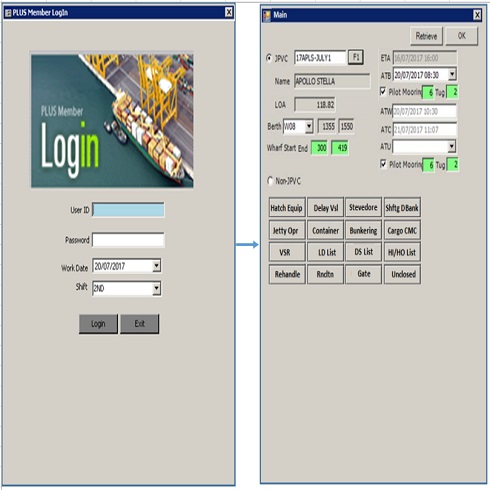 PLUS Member LogIn
PLUS Member
Login
User ID
Password
Work Date 20/07/2017
Shift 2ND
Login Exit
Main
Retrieve OK
JPVC 17APLS-JULY1 F1
Name APOLLO STELLA
LOA 118.82
Berth W08 1355 1550
Wharf Start End 300 419
Non-JPVC
ETA 16/07/2017 16:00
ATB 20/07/2017 08:30
Pilot Moorin 6 Tug 2
ATW 20/07/2017 10:30
ATC 21/07/2017 11:07
ATU
Pilot Moorin 6 Tug 2
Hatch Equip Delay Vsl Stevedore Shftg DBank
Jetty Opr Container Bunkering Cargo CMC
VSR LD List DS List HI/HO List
Rehandle Rndltn Gate Unclosed